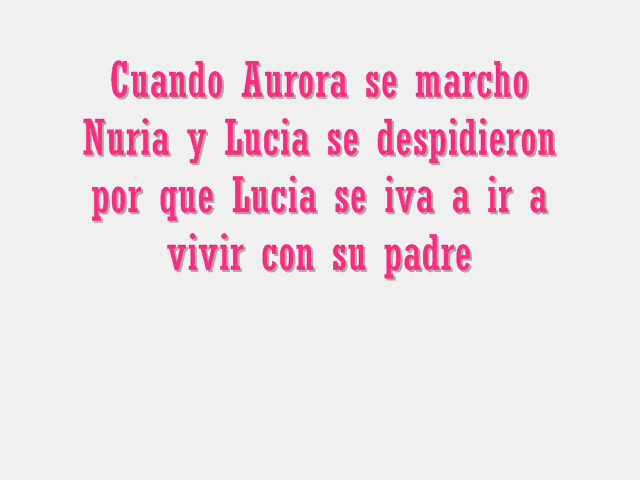 Cuando Aurora se marcho
Nuria y Lucia se despidieron
por que Lucia se iva a ir a
vivir con su padre